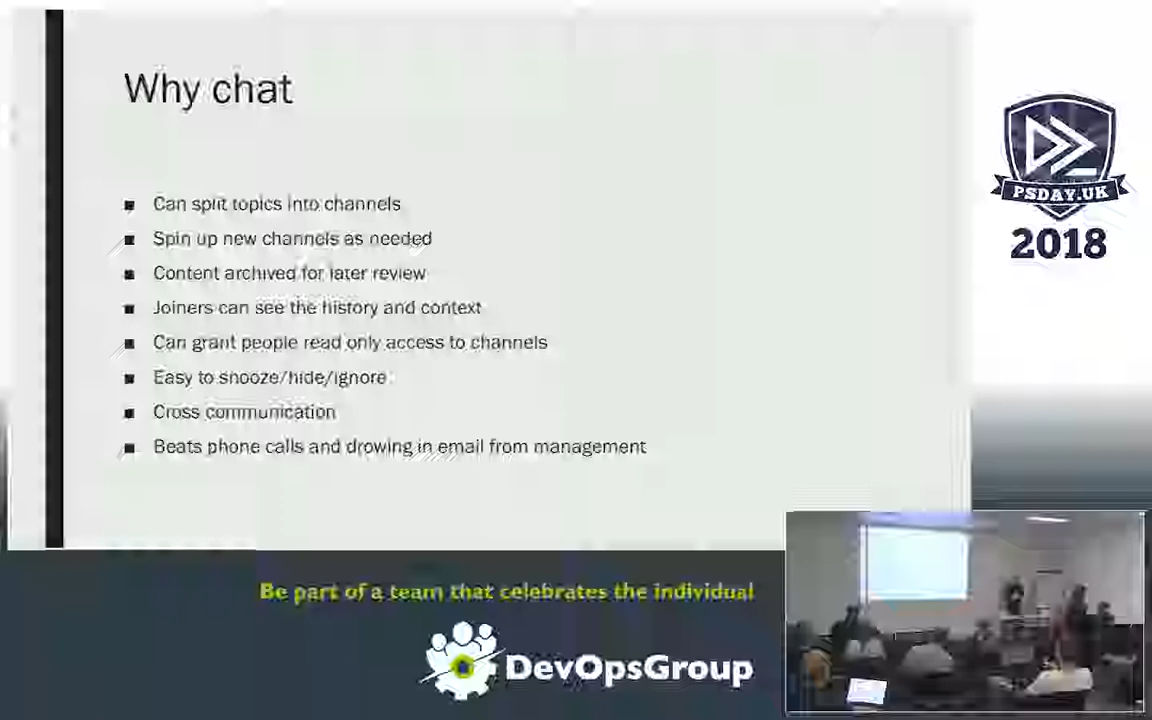 Why chat
Can split topics into channels
Spin up new channels as needed
Content archived for later review
Joiners can see the history and context
Can grant people read only access to channels
Easy to snooze/hide/ignore
Cross communication
Beats phone calls and drowing in email from management
PSDAY.UK
2018
Be part of a team that celebrates the individual
DevOpsGroup